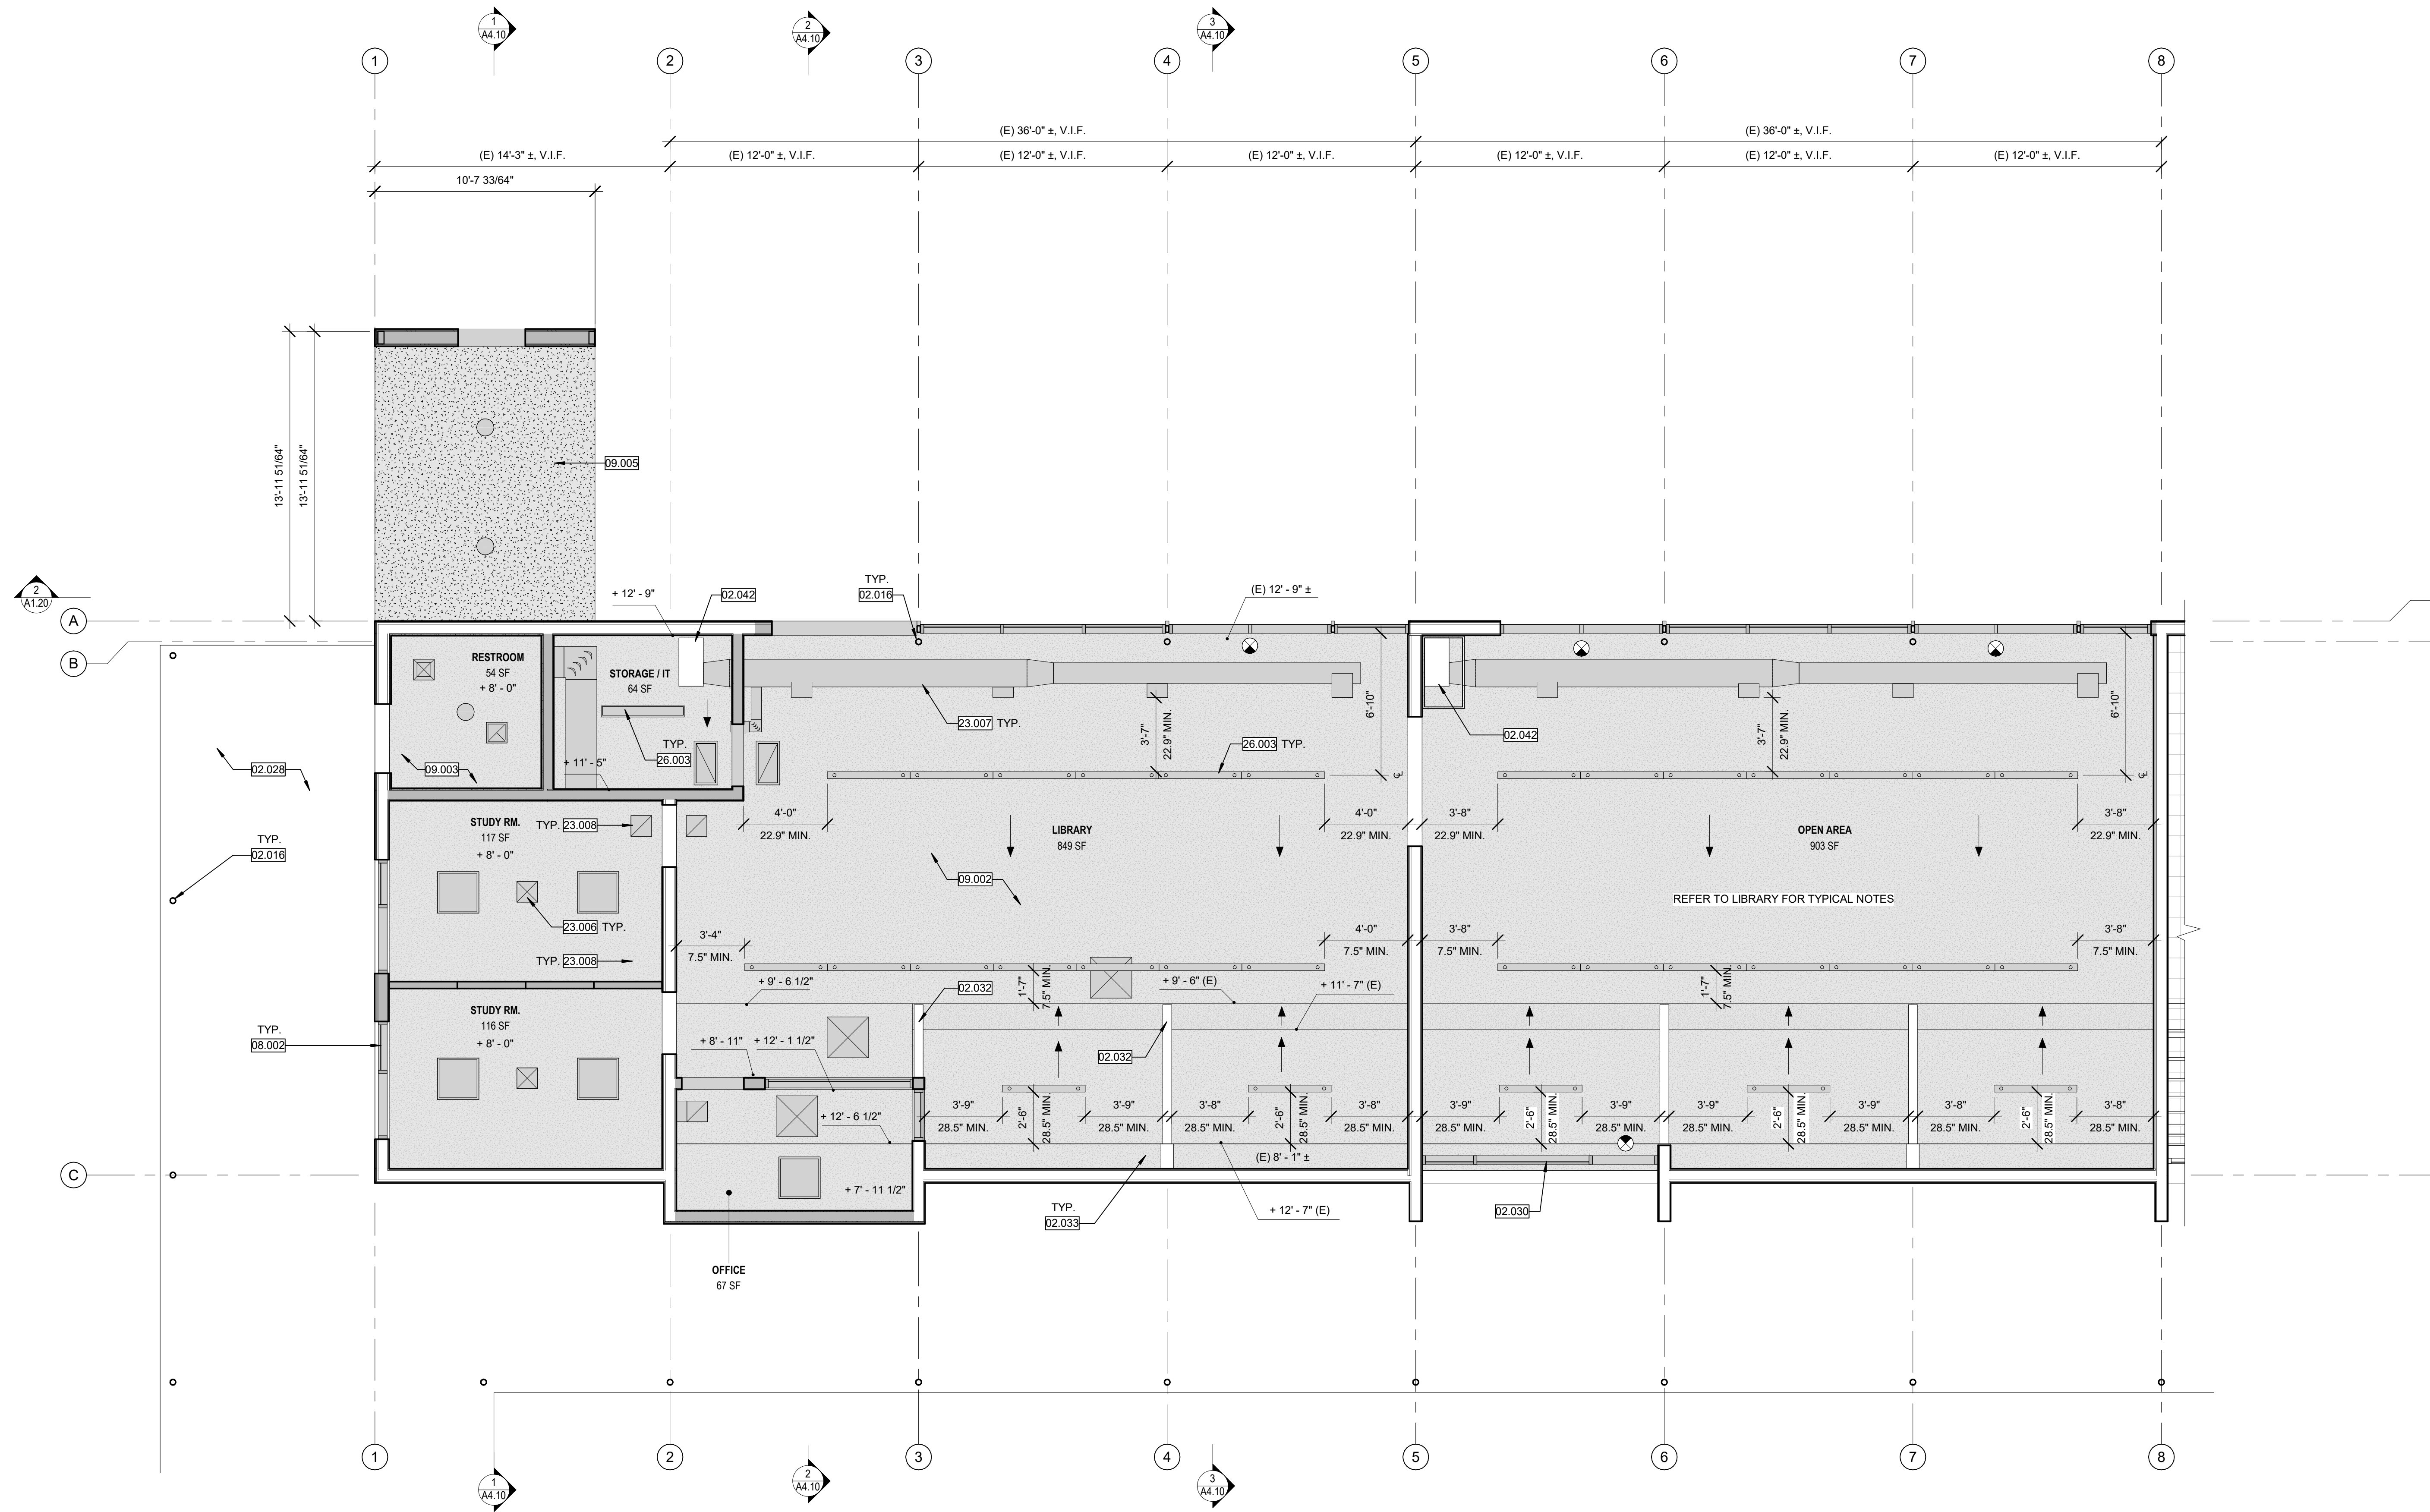 1
A4.10
2
A4.10
3
A4.10
1
2
3
4
5
6
7
8
(E) 36'-0" ±, V.I.F.
(E) 36'-0" ±, V.I.F.
(E) 14'-3" ±, V.I.F.
(E) 12'-0" ±, V.I.F.
(E) 12'-0" ±, V.I.F.
(E) 12'-0" ±, V.I.F.
(E) 12'-0" ±, V.I.F.
(E) 12'-0" ±, V.I.F.
(E) 12'-0" ±, V.I.F.
10'-7 33/64"
13'-11 51/64"
13'-11 51/64"
09.005
2
A1.20
A
B
+ 12' - 9"
02.042
TYP.
02.016
(E) 12' - 9" ±
RESTROOM
54 SF
+ 8' - 0"
STORAGE / IT
64 SF
TYP.
26.003
+ 11' - 5"
09.003
02.028
23.007 TYP.
3'-7"
22.9" MIN.
26.003 TYP.
6'-10"
℄
02.042
3'-7"
22.9" MIN.
6'-10"
℄
TYP.
02.016
STUDY RM.
117 SF
+ 8' - 0"
TYP. 23.008
23.006 TYP.
TYP. 23.008
4'-0"
22.9" MIN.
LIBRARY
849 SF
4'-0"
22.9" MIN.
3'-8"
22.9" MIN.
OPEN AREA
903 SF
3'-8"
22.9" MIN.
09.002
REFER TO LIBRARY FOR TYPICAL NOTES
3'-4"
7.5" MIN.
4'-0"
7.5" MIN.
3'-8"
7.5" MIN.
3'-8"
7.5" MIN.
+ 9' - 6 1/2"
02.032
1'-7"
7.5" MIN.
+ 9' - 6" (E)
+ 11' - 7" (E)
1'-7"
7.5" MIN.
STUDY RM.
116 SF
+ 8' - 0"
TYP.
08.002
+ 8' - 11"
+ 12' - 1 1/2"
02.032
+ 12' - 6 1/2"
3'-9"
28.5" MIN.
2'-6"
28.5" MIN.
3'-9"
28.5" MIN.
3'-8"
28.5" MIN.
2'-6"
28.5" MIN.
3'-8"
28.5" MIN.
3'-9"
28.5" MIN.
2'-6"
28.5" MIN.
3'-9"
28.5" MIN.
3'-9"
28.5" MIN.
2'-6"
28.5" MIN.
3'-9"
28.5" MIN.
3'-8"
28.5" MIN.
2'-6"
28.5" MIN.
3'-8"
28.5" MIN.
(E) 8' - 1" ±
C
+ 7' - 11 1/2"
TYP.
02.033
+ 12' - 7" (E)
02.030
OFFICE
67 SF
1
2
3
4
5
6
7
8
1
A4.10
2
A4.10
3
A4.10